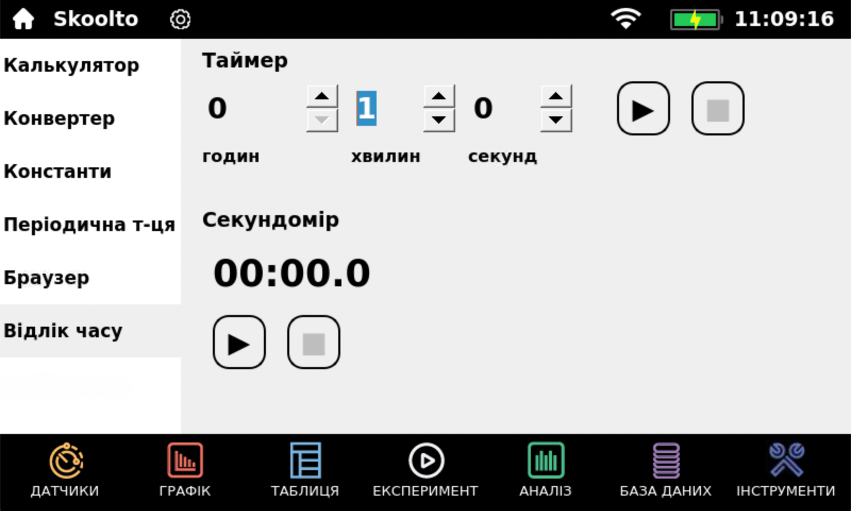 Skoolto
11:09:16
Калькулятор
Конвертер
Константи
Періодична т-ця
Браузер
Відлік часу
Таймер
0 1 0
годин хвилин секунд
Секундомір
00:00.0
ДАТЧИКИ ГРАФІК ТАБЛИЦЯ ЕКСПЕРИМЕНТ АНАЛІЗ БАЗА ДАНИХ ІНСТРУМЕНТИ